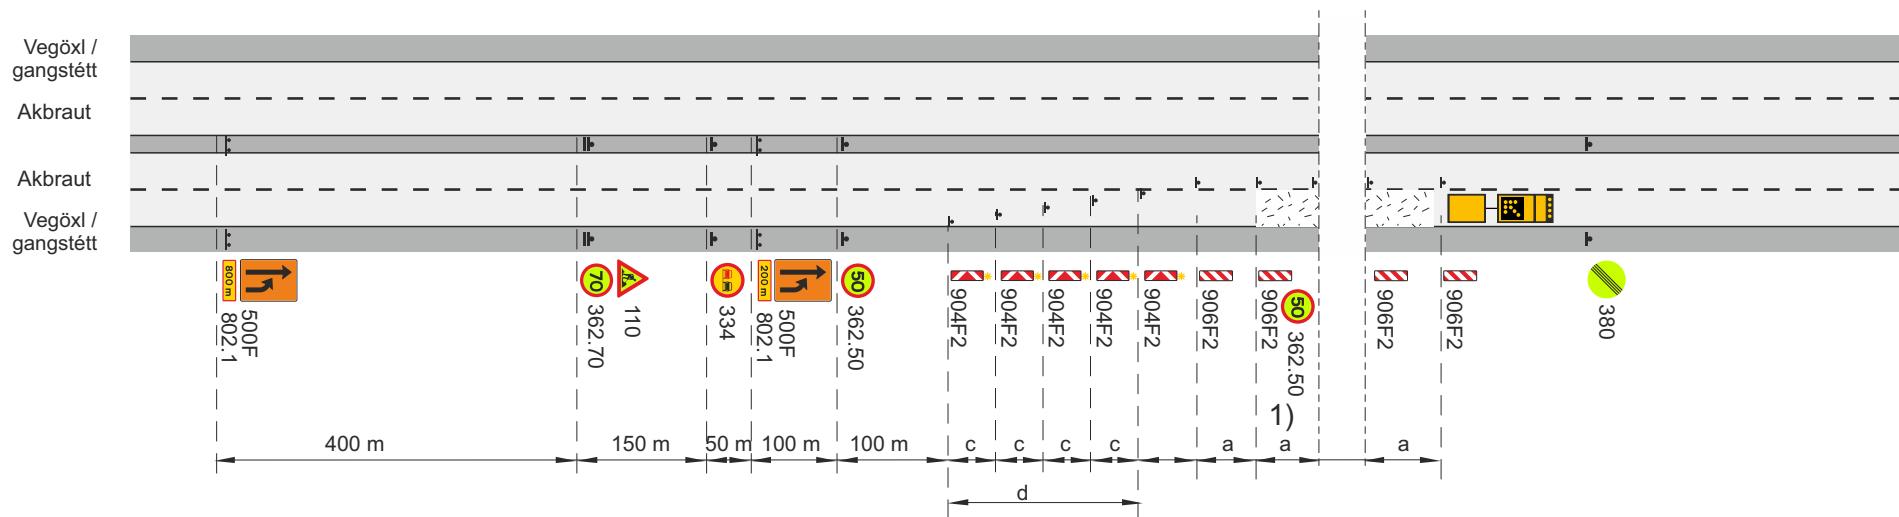 Vegöxl /
gangstétt
Akbraut
Akbraut
Vegöxl /
gangstétt
800 m
500F
802.1
70
362.70
110
334
200 m
500F
802.1
50
362.50
904F2
904F2
904F2
904F2
904F2
906F2
906F2
50
362.50
1)
906F2
906F2
380
400 m
150 m
50 m
100 m
100 m
c
c
c
c
a
a
a
d